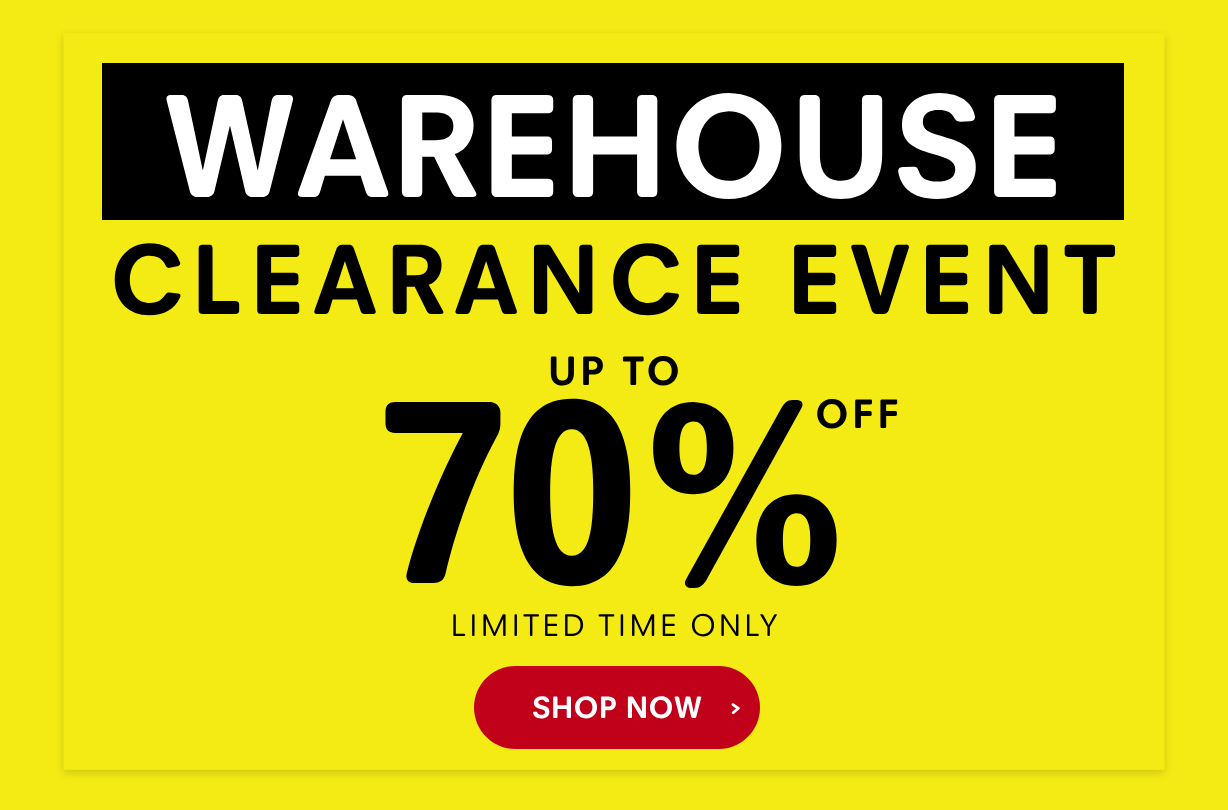 WAREHOUSE
CLEARANCE EVENT
UP TO
70% OFF
LIMITED TIME ONLY
SHOP NOW >